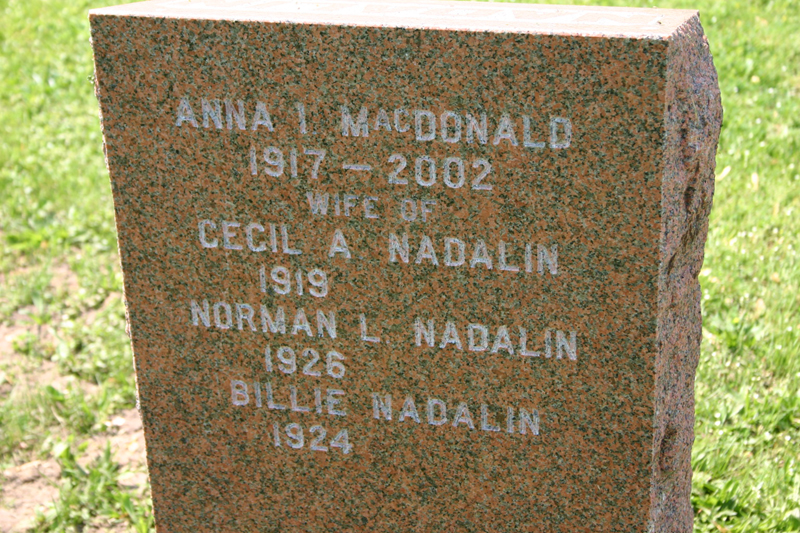 ANNA I MacDONALD
1917 — 2002
WIFE OF
CECIL A NADALIN
1919
NORMAN L NADALIN
1926
BILLIE NADALIN
1924